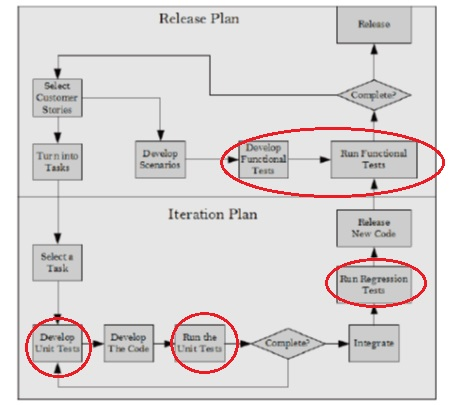 Release Plan
Release
Select
Customer
Stories
Complete?
Turn into
Tasks
Develop
Scenarios
Develop
Functional
Tests
Run Functional
Tests
Iteration Plan
Release
New Code
Select a
Task
Run Regression
Tests
Develop
Unit Tests
Develop
The Code
Run the
Unit Tests
Complete?
Integrate